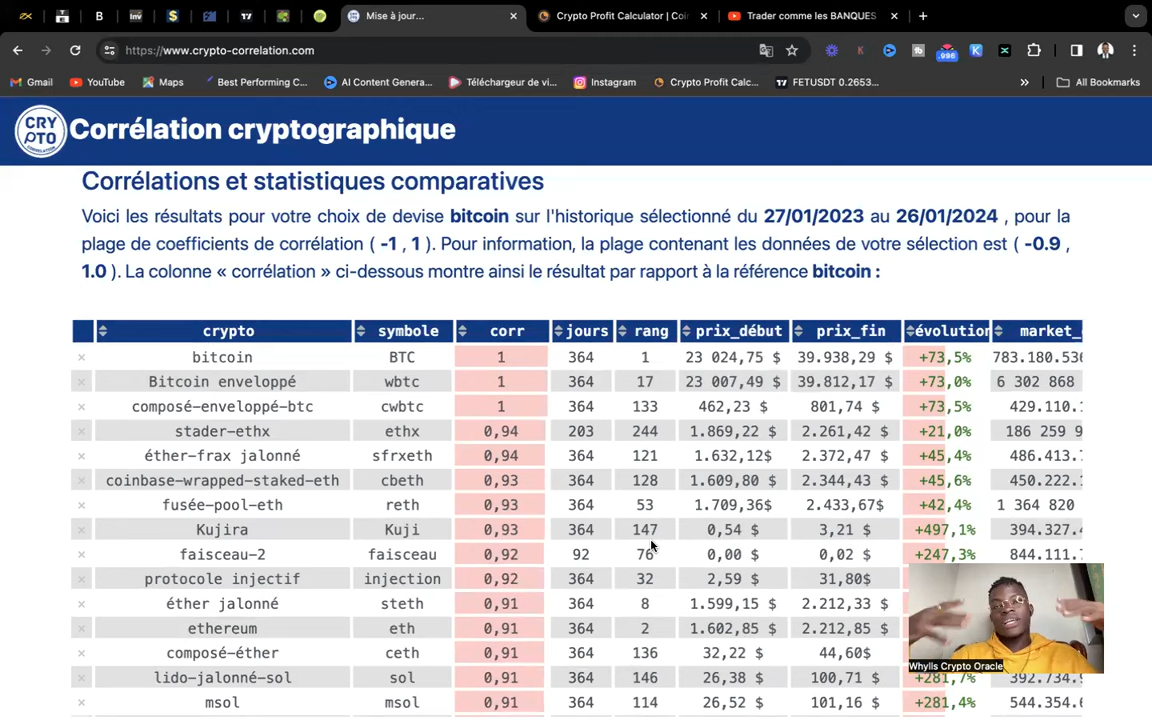 Mise à jour...
Crypto Profit Calculator | Coi
Trader comme les BANQUES
https://www.crypto-correlation.com
.996
Gmail YouTube Maps Best Performing C... AI Content Genera... Téléchargeur de vi... Instagram Crypto Profit Calc... FETUSDT 0.2653... All Bookmarks
CRY PTO
Corrélation cryptographique
Corrélations et statistiques comparatives
Voici les résultats pour votre choix de devise bitcoin sur l'historique sélectionné du 27/01/2023 au 26/01/2024 , pour la
plage de coefficients de corrélation ( -1 , 1 ). Pour information, la plage contenant les données de votre sélection est ( -0.9 ,
1.0 ). La colonne « corrélation » ci-dessous montre ainsi le résultat par rapport à la référence bitcoin :
crypto symbole corr jours rang prix_début prix_fin évolution market_
× bitcoin BTC 1 364 1 23 024,75 $ 39.938,29 $ +73,5% 783.180.536
× Bitcoin enveloppé wbtc 1 364 17 23 007,49 $ 39.812,17 $ +73,0% 6 302 868
× composé-enveloppé-btc cwbtc 1 364 133 462,23 $ 801,74 $ +73,5% 429.110.1
× stader-ethx ethx 0,94 203 244 1.869,22 $ 2.261,42 $ +21,0% 186 259 9
× éther-frax jalonné sfrxeth 0,94 364 121 1.632,12$ 2.372,47 $ +45,4% 486.413.7
× coinbase-wrapped-staked-eth cbeth 0,93 364 128 1.609,80 $ 2.344,43 $ +45,6% 450.222.1
× fusée-pool-eth reth 0,93 364 53 1.709,36$ 2.433,67$ +42,4% 1 364 820
× Kujira Kuji 0,93 364 147 0,54 $ 3,21 $ +497,1% 394.327.4
× faisceau-2 faisceau 0,92 92 76 0,00 $ 0,02 $ +247,3% 844.111.7
× protocole injectif injection 0,92 364 32 2,59 $ 31,80$
× éther jalonné steth 0,91 364 8 1.599,15 $ 2.212,33 $
× ethereum eth 0,91 364 2 1.602,85 $ 2.212,85 $
× composé-éther ceth 0,91 364 136 32,22 $ 44,60$
× lido-jalonné-sol sol 0,91 364 146 26,38 $ 100,71 $ +281,7% 392.734.9
× msol 0,91 364 114 26,52 $ 101,16 $ +281,4% 544.354.6
Whylls Crypto Oracle